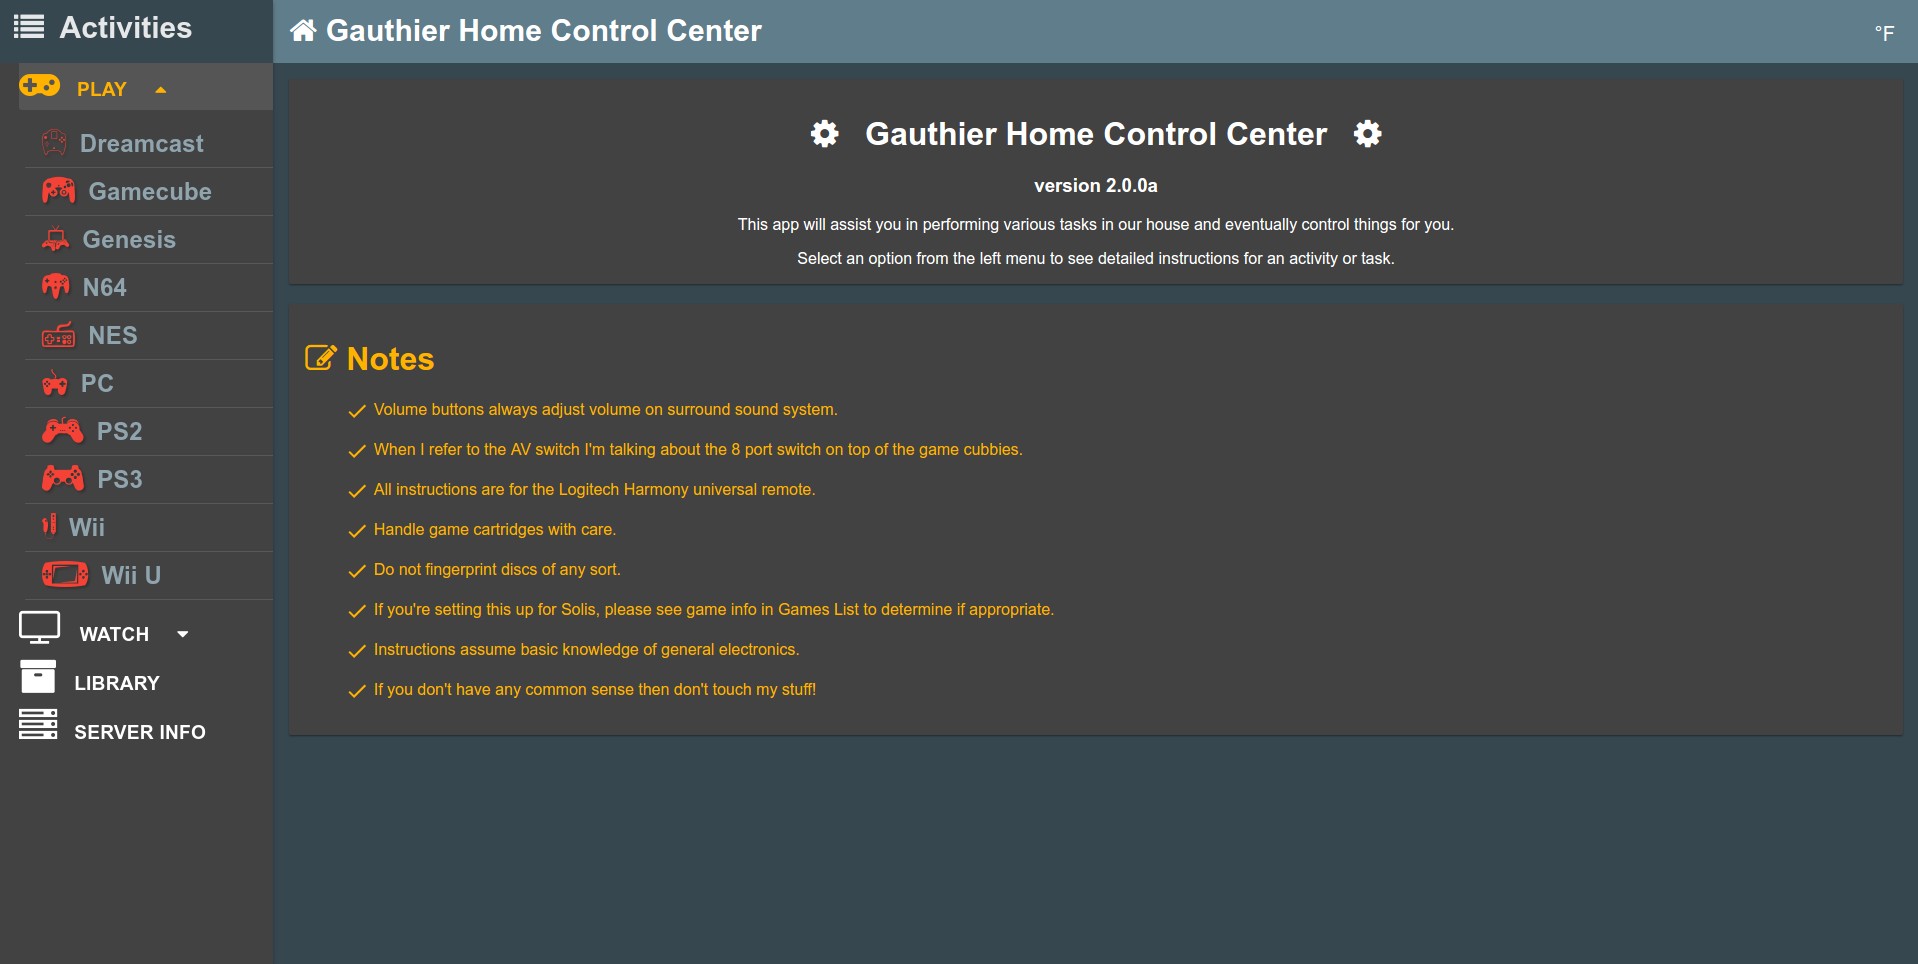 Activities
Gauthier Home Control Center
°F
PLAY
Dreamcast
Gamecube
Genesis
N64
NES
PC
PS2
PS3
Wii
Wii U
WATCH
LIBRARY
SERVER INFO
Gauthier Home Control Center
version 2.0.0a
This app will assist you in performing various tasks in our house and eventually control things for you.
Select an option from the left menu to see detailed instructions for an activity or task.
Notes
Volume buttons always adjust volume on surround sound system.
When I refer to the AV switch I'm talking about the 8 port switch on top of the game cubbies.
All instructions are for the Logitech Harmony universal remote.
Handle game cartridges with care.
Do not fingerprint discs of any sort.
If you're setting this up for Solis, please see game info in Games List to determine if appropriate.
Instructions assume basic knowledge of general electronics.
If you don't have any common sense then don't touch my stuff!